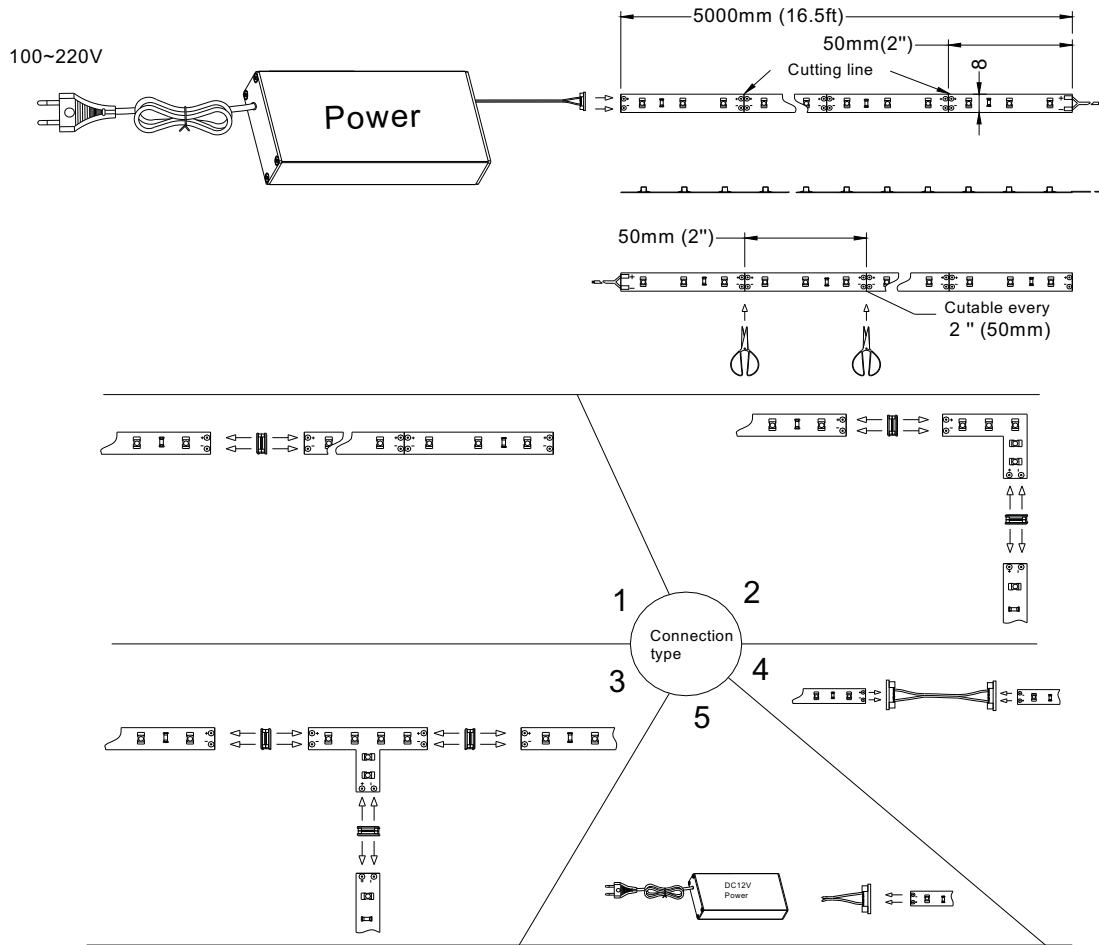 100~220V
Power
5000mm (16.5ft)
50mm(2")
Cutting line
8
50mm (2")
Cutable every
2 " (50mm)
1
2
Connection
type
3
4
5
DC12V
Power